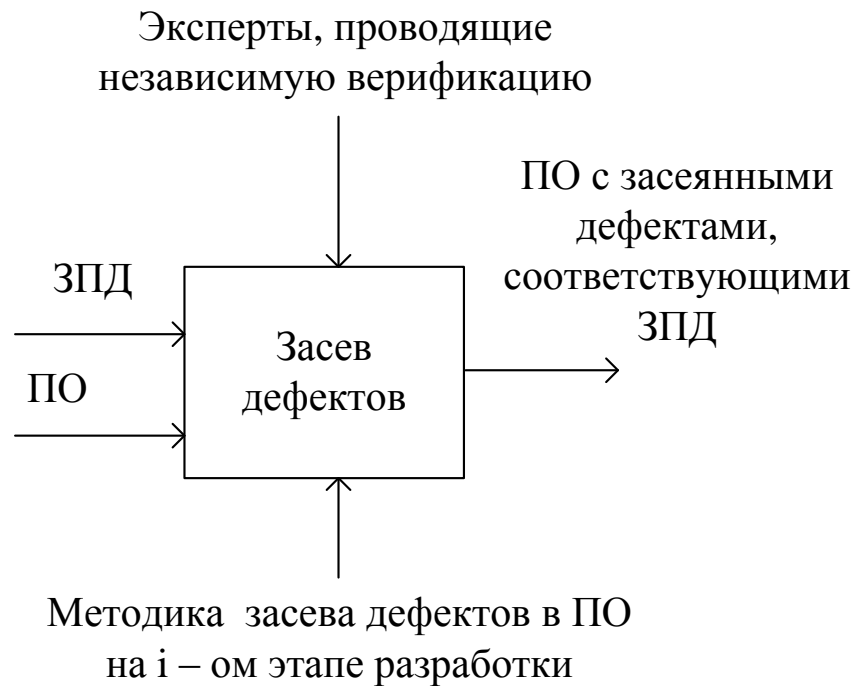 Эксперты, проводящие
независимую верификацию
ПО с засеянными
дефектами,
соответствующими
ЗПД
ЗПД
ПО
Засев
дефектов
Методика засева дефектов в ПО
на i – ом этапе разработки